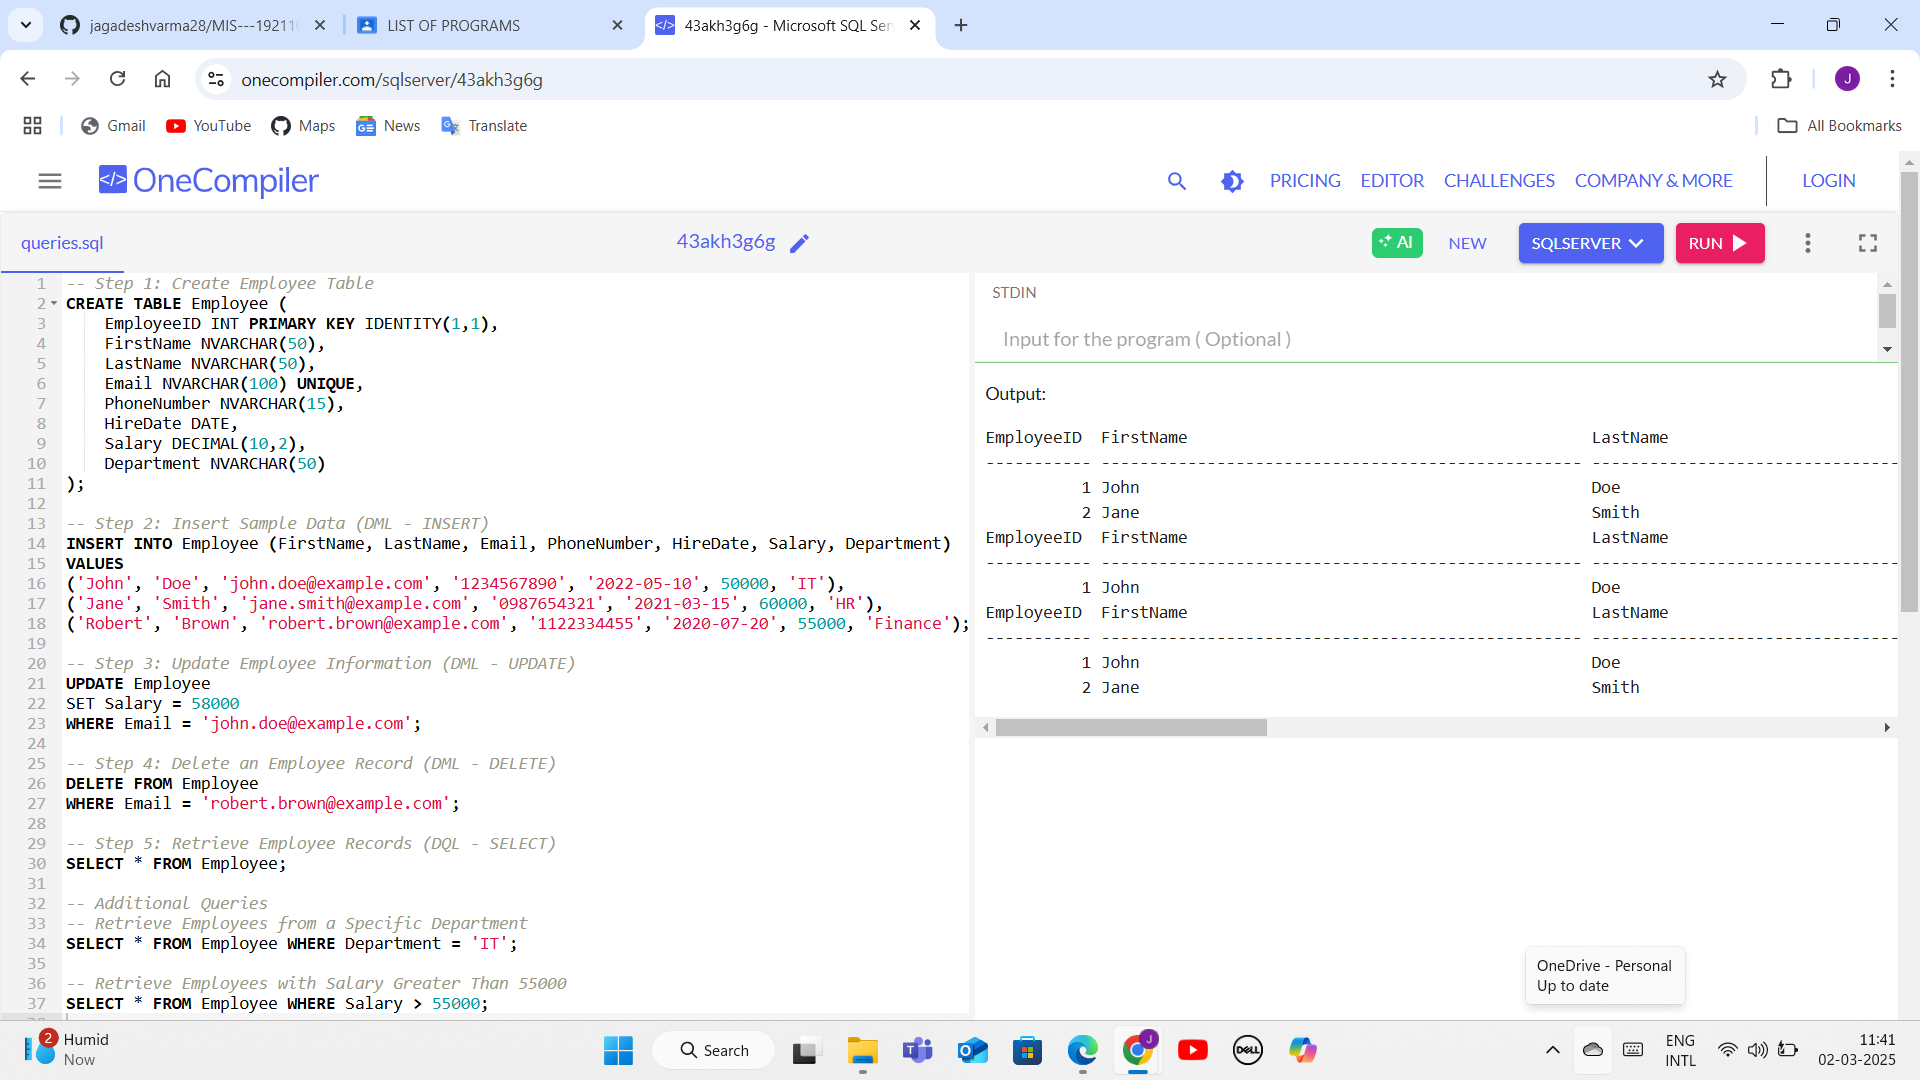 jagadeshvarma28/MIS---19211
LIST OF PROGRAMS
43akh3g6g - Microsoft SQL Ser
onecompiler.com/sqlserver/43akh3g6g
J
Gmail
YouTube
Maps
News
Translate
All Bookmarks
OneCompiler
PRICING
EDITOR
CHALLENGES
COMPANY & MORE
LOGIN
queries.sql
43akh3g6g
AI
NEW
SQLSERVER
RUN
1 -- Step 1: Create Employee Table
2 CREATE TABLE Employee (
3 EmployeeID INT PRIMARY KEY IDENTITY(1,1),
4 FirstName NVARCHAR(50),
5 LastName NVARCHAR(50),
6 Email NVARCHAR(100) UNIQUE,
7 PhoneNumber NVARCHAR(15),
8 HireDate DATE,
9 Salary DECIMAL(10,2),
10 Department NVARCHAR(50)
11 );
12
13 -- Step 2: Insert Sample Data (DML - INSERT)
14 INSERT INTO Employee (FirstName, LastName, Email, PhoneNumber, HireDate, Salary, Department)
15 VALUES
16 ('John', 'Doe', 'john.doe@example.com', '1234567890', '2022-05-10', 50000, 'IT'),
17 ('Jane', 'Smith', 'jane.smith@example.com', '0987654321', '2021-03-15', 60000, 'HR'),
18 ('Robert', 'Brown', 'robert.brown@example.com', '1122334455', '2020-07-20', 55000, 'Finance');
19
20 -- Step 3: Update Employee Information (DML - UPDATE)
21 UPDATE Employee
22 SET Salary = 58000
23 WHERE Email = 'john.doe@example.com';
24
25 -- Step 4: Delete an Employee Record (DML - DELETE)
26 DELETE FROM Employee
27 WHERE Email = 'robert.brown@example.com';
28
29 -- Step 5: Retrieve Employee Records (DQL - SELECT)
30 SELECT * FROM Employee;
31
32 -- Additional Queries
33 -- Retrieve Employees from a Specific Department
34 SELECT * FROM Employee WHERE Department = 'IT';
35
36 -- Retrieve Employees with Salary Greater Than 55000
37 SELECT * FROM Employee WHERE Salary > 55000;
STDIN
Input for the program ( Optional )
Output:
EmployeeID FirstName LastName
----------- -------------------------------------------------- --------------------------------
1 John Doe
2 Jane Smith
EmployeeID FirstName LastName
----------- -------------------------------------------------- --------------------------------
1 John Doe
EmployeeID FirstName LastName
----------- -------------------------------------------------- --------------------------------
1 John Doe
2 Jane Smith
OneDrive - Personal
Up to date
2
Humid
Now
Search
J
DELL
ENG
INTL
11:41
02-03-2025